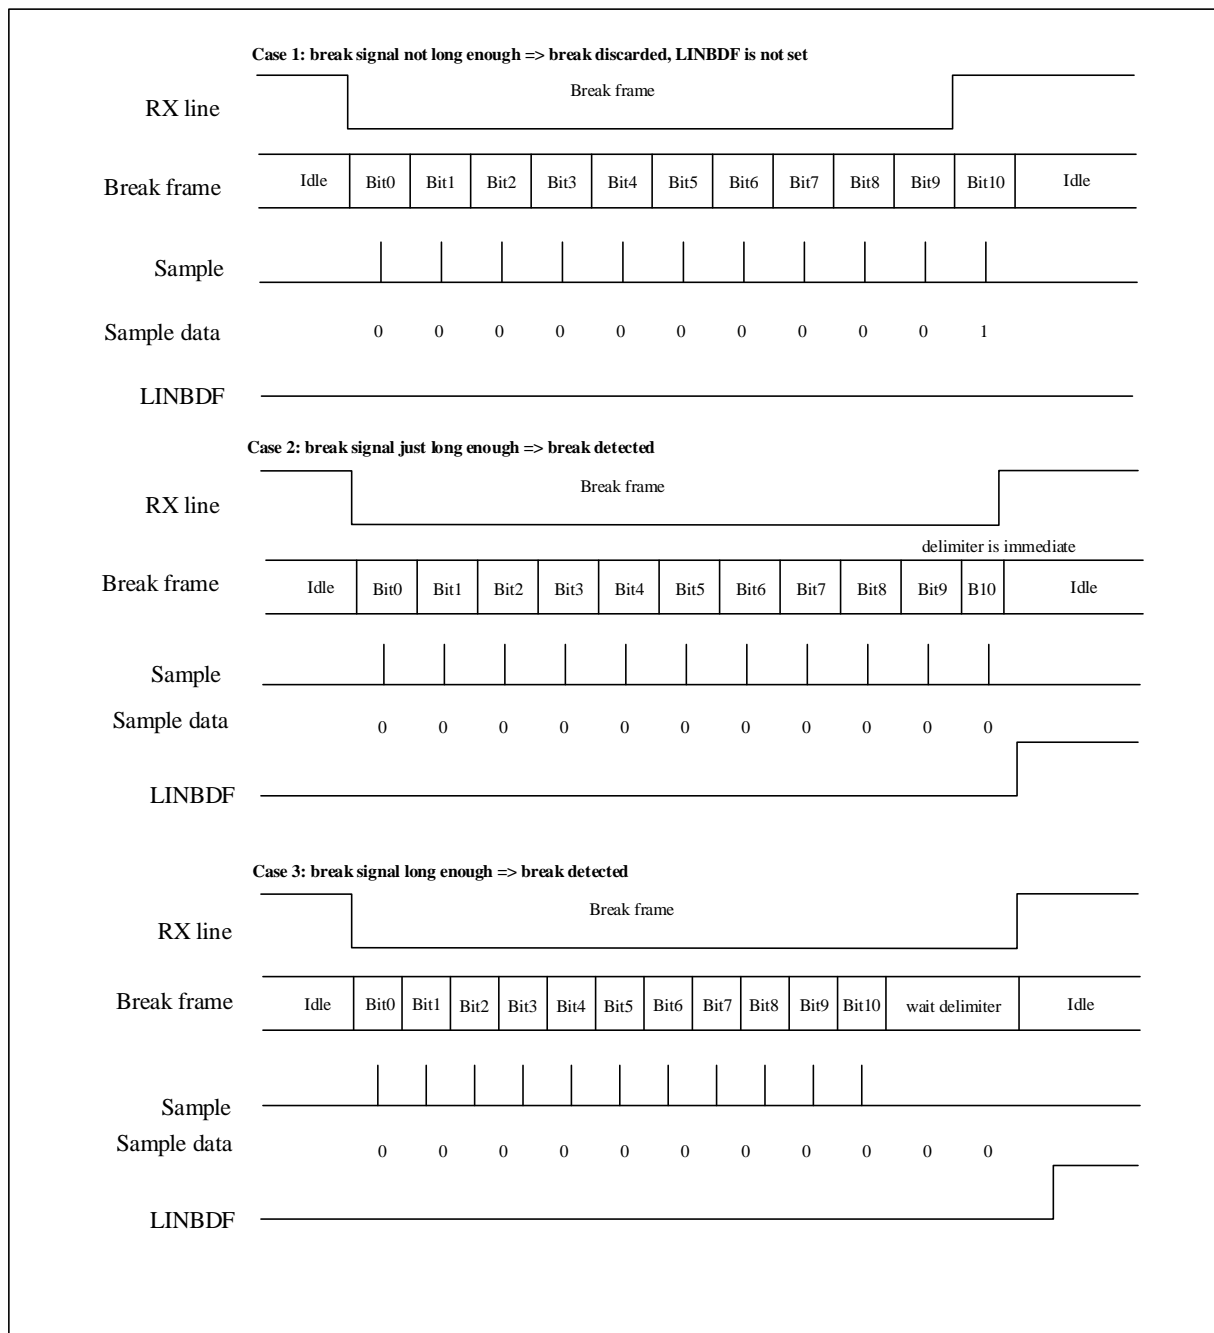 Case 1: break signal not long enough => break discarded, LINBDF is not set
RX line
Break frame
Break frame
Idle Bit0 Bit1 Bit2 Bit3 Bit4 Bit5 Bit6 Bit7 Bit8 Bit9 Bit10 Idle
Sample
Sample data
0 0 0 0 0 0 0 0 0 0 1
LINBDF
Case 2: break signal just long enough => break detected
RX line
Break frame
delimiter is immediate
Break frame
Idle Bit0 Bit1 Bit2 Bit3 Bit4 Bit5 Bit6 Bit7 Bit8 Bit9 B10 Idle
Sample
Sample data
0 0 0 0 0 0 0 0 0 0 0
LINBDF
Case 3: break signal long enough => break detected
RX line
Break frame
Break frame
Idle Bit0 Bit1 Bit2 Bit3 Bit4 Bit5 Bit6 Bit7 Bit8 Bit9 Bit10 wait delimiter Idle
Sample
Sample data
0 0 0 0 0 0 0 0 0 0 0
LINBDF